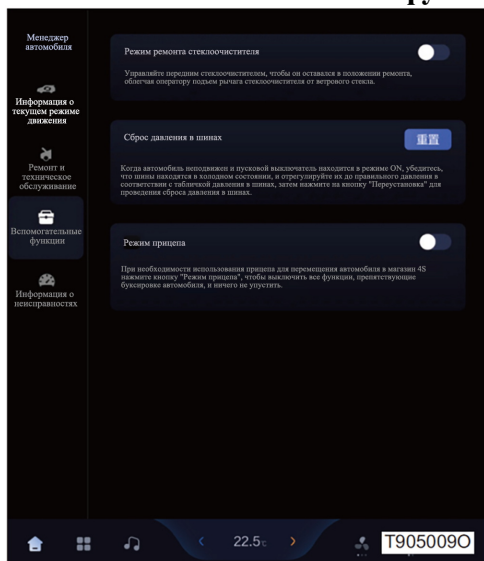 Менеджер
автомобиля
Информация о
текущем режиме
движения
Ремонт и
техническое
обслуживание
Вспомогательные
функции
Информация о
неисправностях
Режим ремонта стеклоочистителя
Управляйте передним стеклоочистителем, чтобы он оставался в положении ремонта,
облегчая оператору подъем рычага стеклоочистителя от ветрового стекла.
Сброс давления в шинах
重置
Когда автомобиль неподвижен и пусковой выключатель находится в режиме ON, убедитесь,
что шины находятся в холодном состоянии, и отрегулируйте их до правильного давления в
соответствии с табличкой давления в шинах, затем нажмите на кнопку "Переустановка" для
проведения сброса давления в шинах.
Режим прицепа
При необходимости использования прицепа для перемещения автомобиля в магазин 4S
нажмите кнопку "Режим прицепа", чтобы выключить все функции, препятствующие
буксировке автомобиля, и ничего не упустить.
22.5°c
T905009O